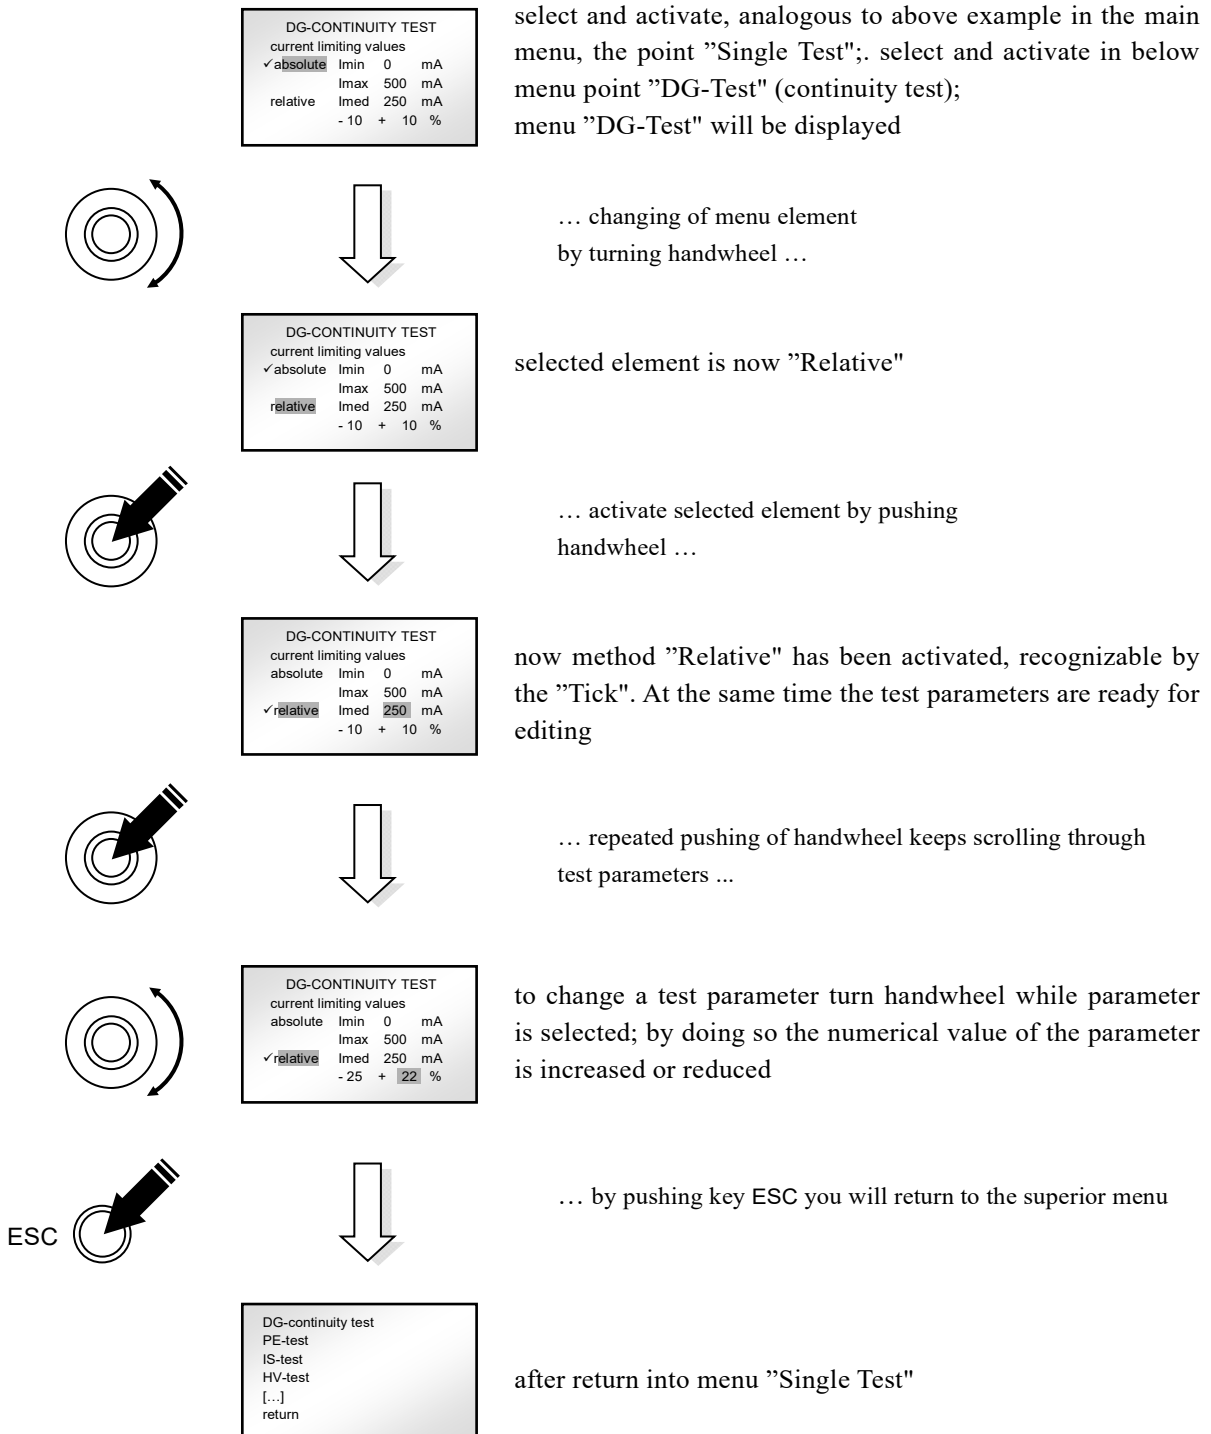 DG-CONTINUITY TEST
current limiting values
✓absolute Imin 0 mA
Imax 500 mA
relative Imed 250 mA
- 10 + 10 %
select and activate, analogous to above example in the main
menu, the point ”Single Test";. select and activate in below
menu point ”DG-Test" (continuity test);
menu ”DG-Test" will be displayed
… changing of menu element
by turning handwheel …
DG-CONTINUITY TEST
current limiting values
✓absolute Imin 0 mA
Imax 500 mA
relative Imed 250 mA
- 10 + 10 %
selected element is now ”Relative"
… activate selected element by pushing
handwheel …
DG-CONTINUITY TEST
current limiting values
absolute Imin 0 mA
Imax 500 mA
✓relative Imed 250 mA
- 10 + 10 %
now method ”Relative" has been activated, recognizable by
the ”Tick". At the same time the test parameters are ready for
editing
… repeated pushing of handwheel keeps scrolling through
test parameters ...
DG-CONTINUITY TEST
current limiting values
absolute Imin 0 mA
Imax 500 mA
✓relative Imed 250 mA
- 25 + 22 %
to change a test parameter turn handwheel while parameter
is selected; by doing so the numerical value of the parameter
is increased or reduced
ESC
… by pushing key ESC you will return to the superior menu
DG-continuity test
PE-test
IS-test
HV-test
[…]
return
after return into menu ”Single Test"